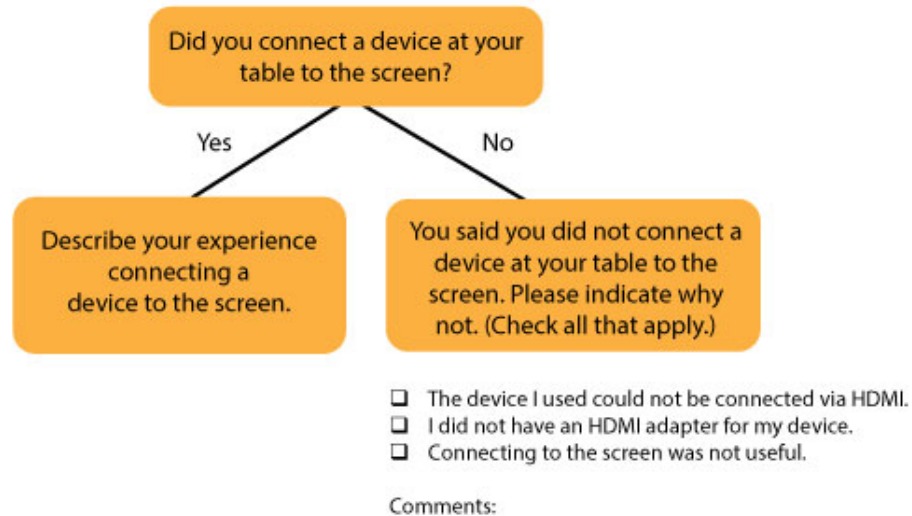 Did you connect a device at your
table to the screen?
Yes
No
Describe your experience
connecting a
device to the screen.
You said you did not connect a
device at your table to the
screen. Please indicate why
not. (Check all that apply.)
❑ The device I used could not be connected via HDMI.
❑ I did not have an HDMI adapter for my device.
❑ Connecting to the screen was not useful.
Comments: